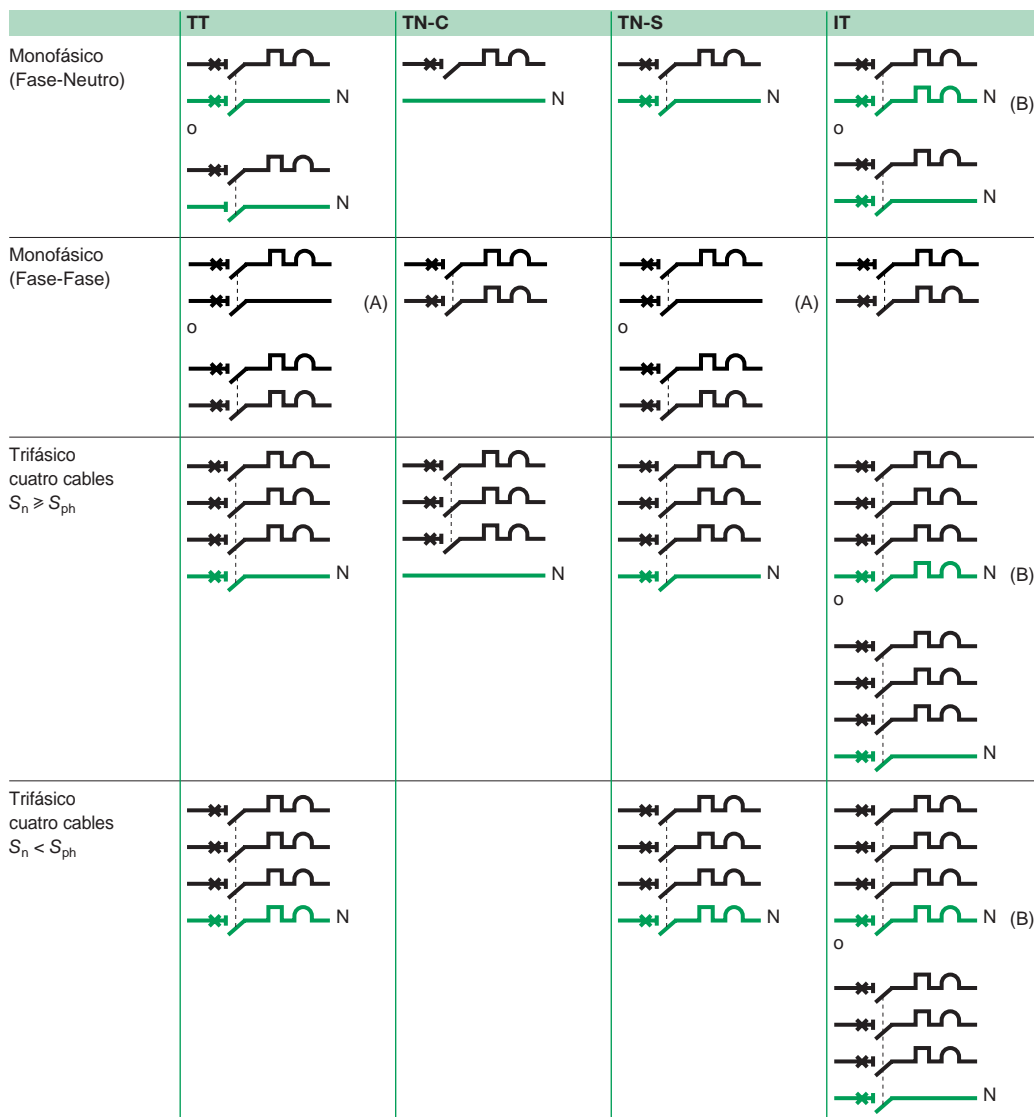 TT TN-C TN-S IT
Monofásico
(Fase-Neutro)
N N N N (B)
o o
N N
Monofásico
(Fase-Fase)
(A) (A)
o o
Trifásico
cuatro cables
Sn ⩾ Sph
N N N N (B)
o
N
Trifásico
cuatro cables
Sn < Sph
N N N (B)
o
N